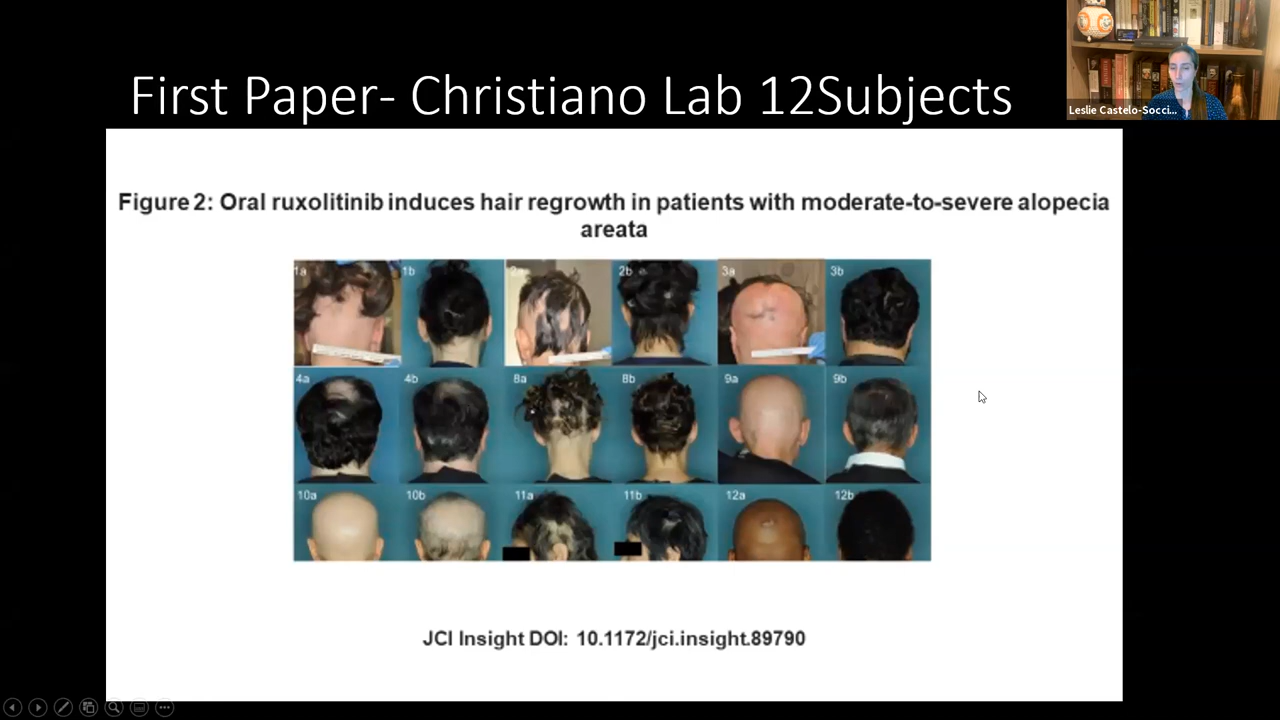 First Paper- Christiano Lab 12Subjects
Leslie Castelo-Socci...
Figure 2: Oral ruxolitinib induces hair regrowth in patients with moderate-to-severe alopecia
areata
1a 1b 2a 2b 3a 3b
4a 4b 8a 8b 9a 9b
10a 10b 11a 11b 12a 12b
JCI Insight DOI: 10.1172/jci.insight.89790